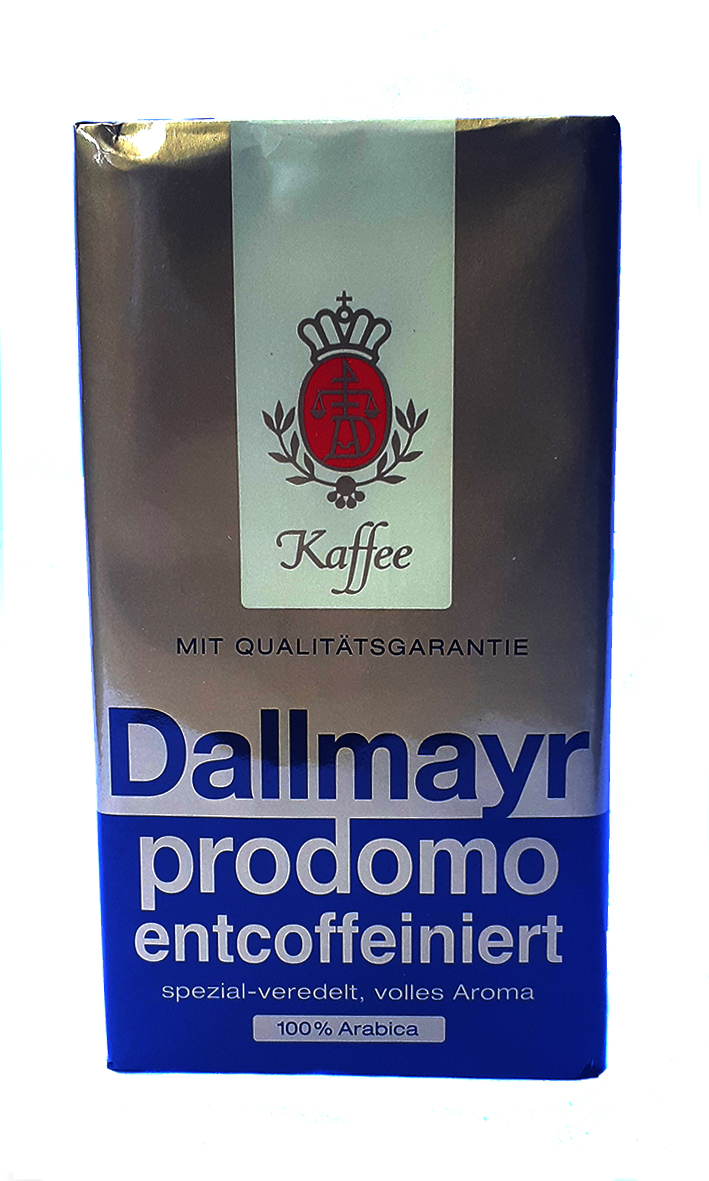 Kaffee
MIT QUALITÄTSGARANTIE
Dallmayr
prodomo
entcoffeiniert
spezial-veredelt, volles Aroma
100% Arabica